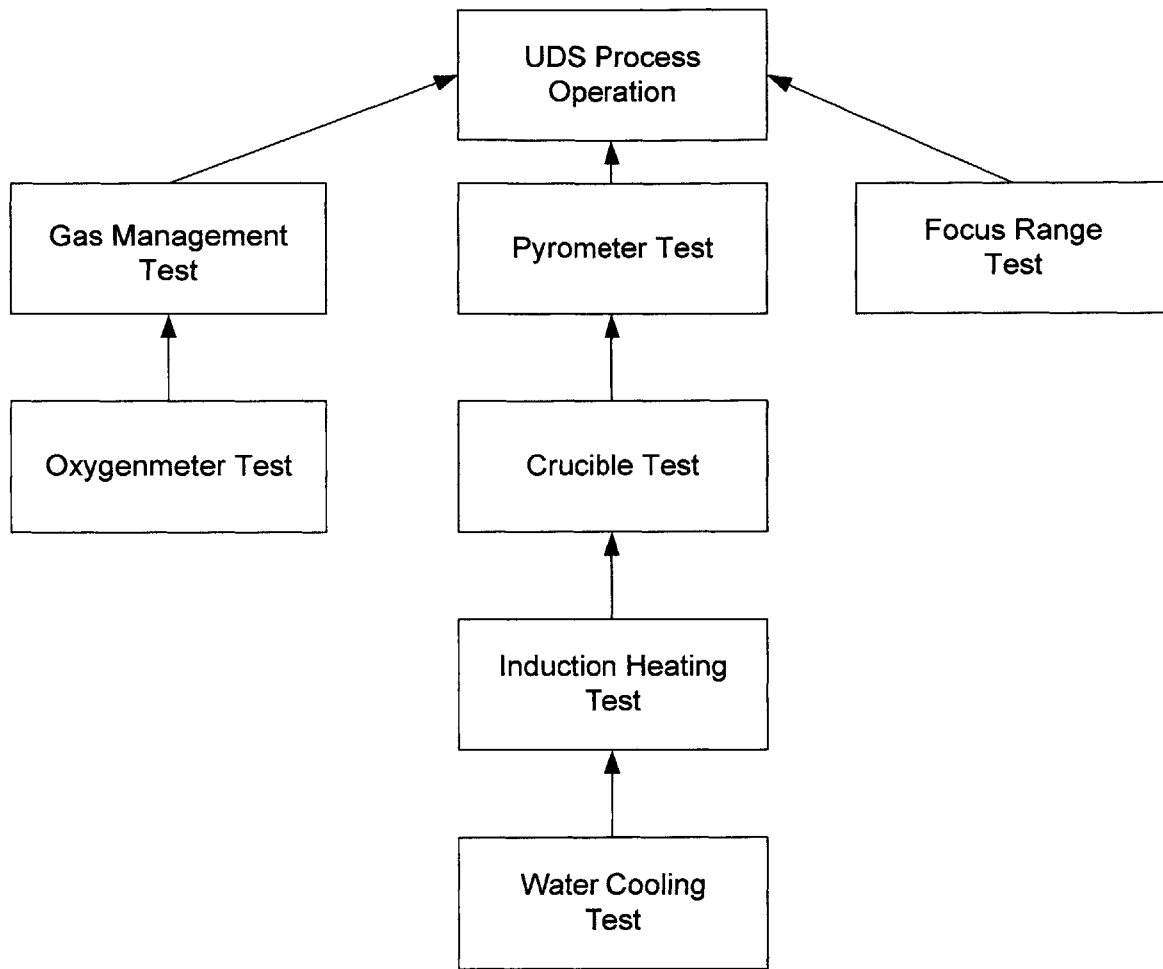 UDS Process
Operation
Gas Management
Test
Pyrometer Test
Focus Range
Test
Oxygenmeter Test
Crucible Test
Induction Heating
Test
Water Cooling
Test